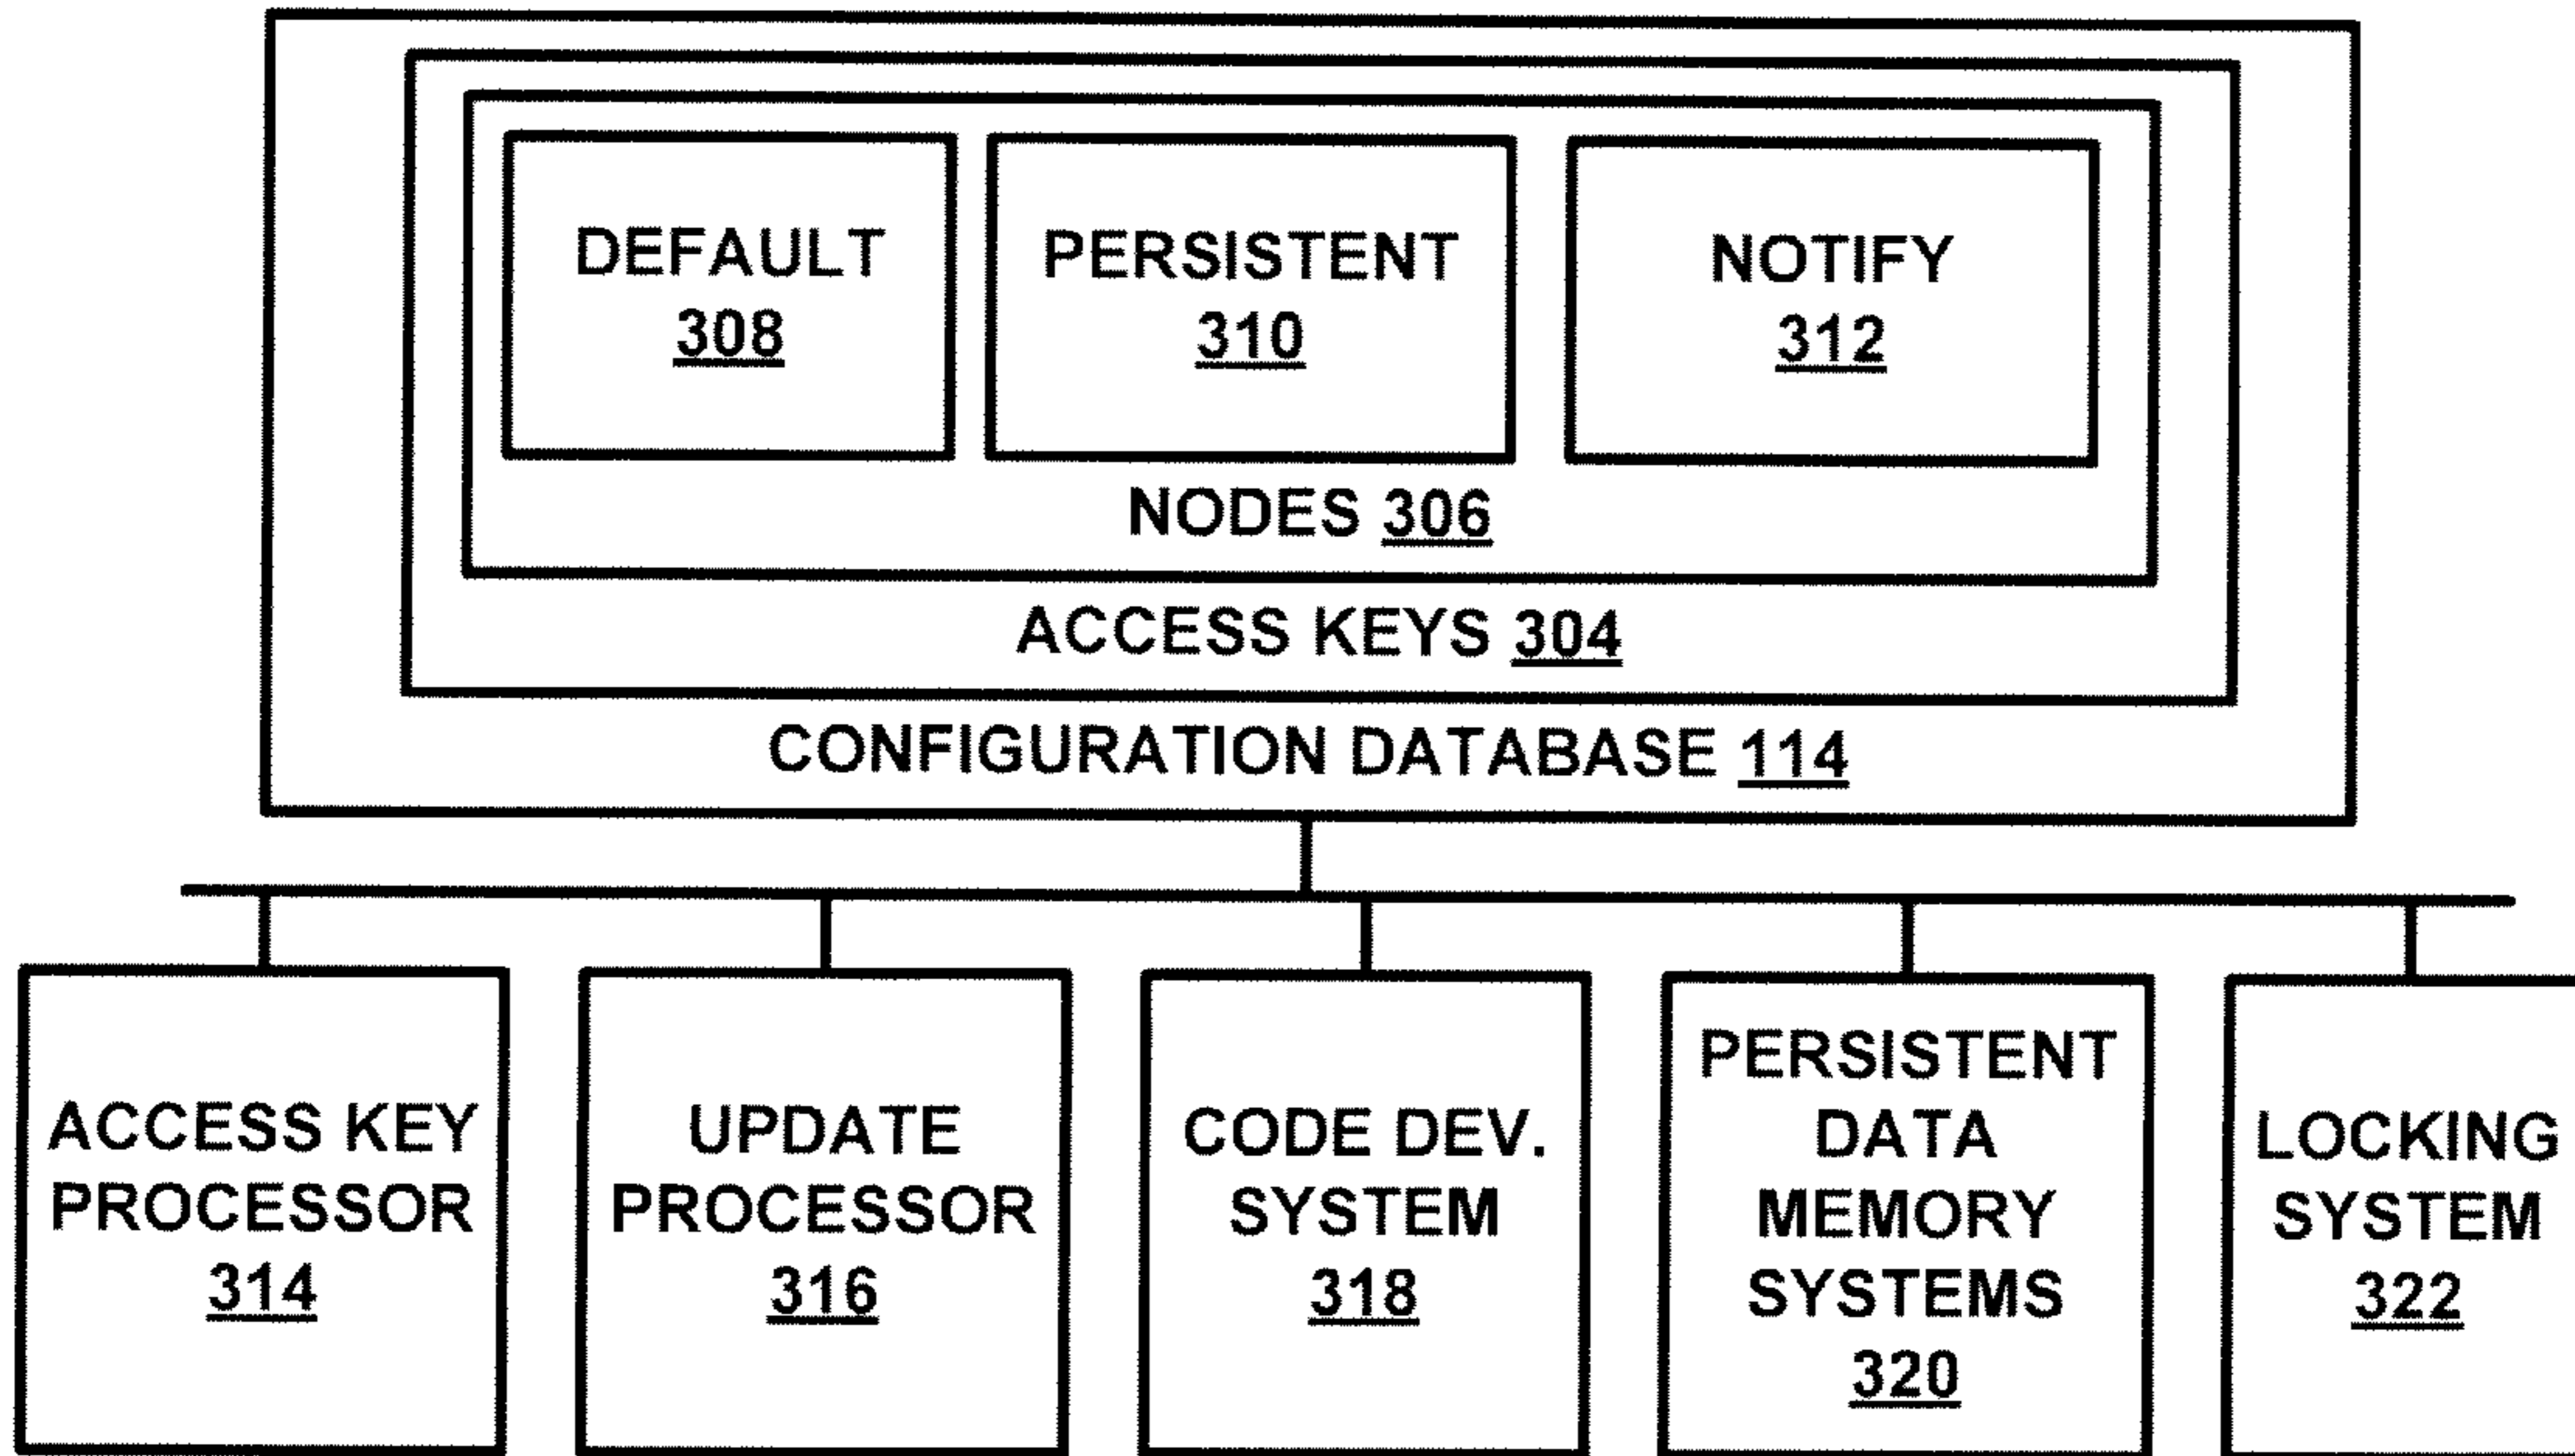 DEFAULT
308
PERSISTENT
310
NOTIFY
312
NODES 306
ACCESS KEYS 304
CONFIGURATION DATABASE 114
ACCESS KEY
PROCESSOR
314
UPDATE
PROCESSOR
316
CODE DEV.
SYSTEM
318
PERSISTENT
DATA
MEMORY
SYSTEMS
320
LOCKING
SYSTEM
322